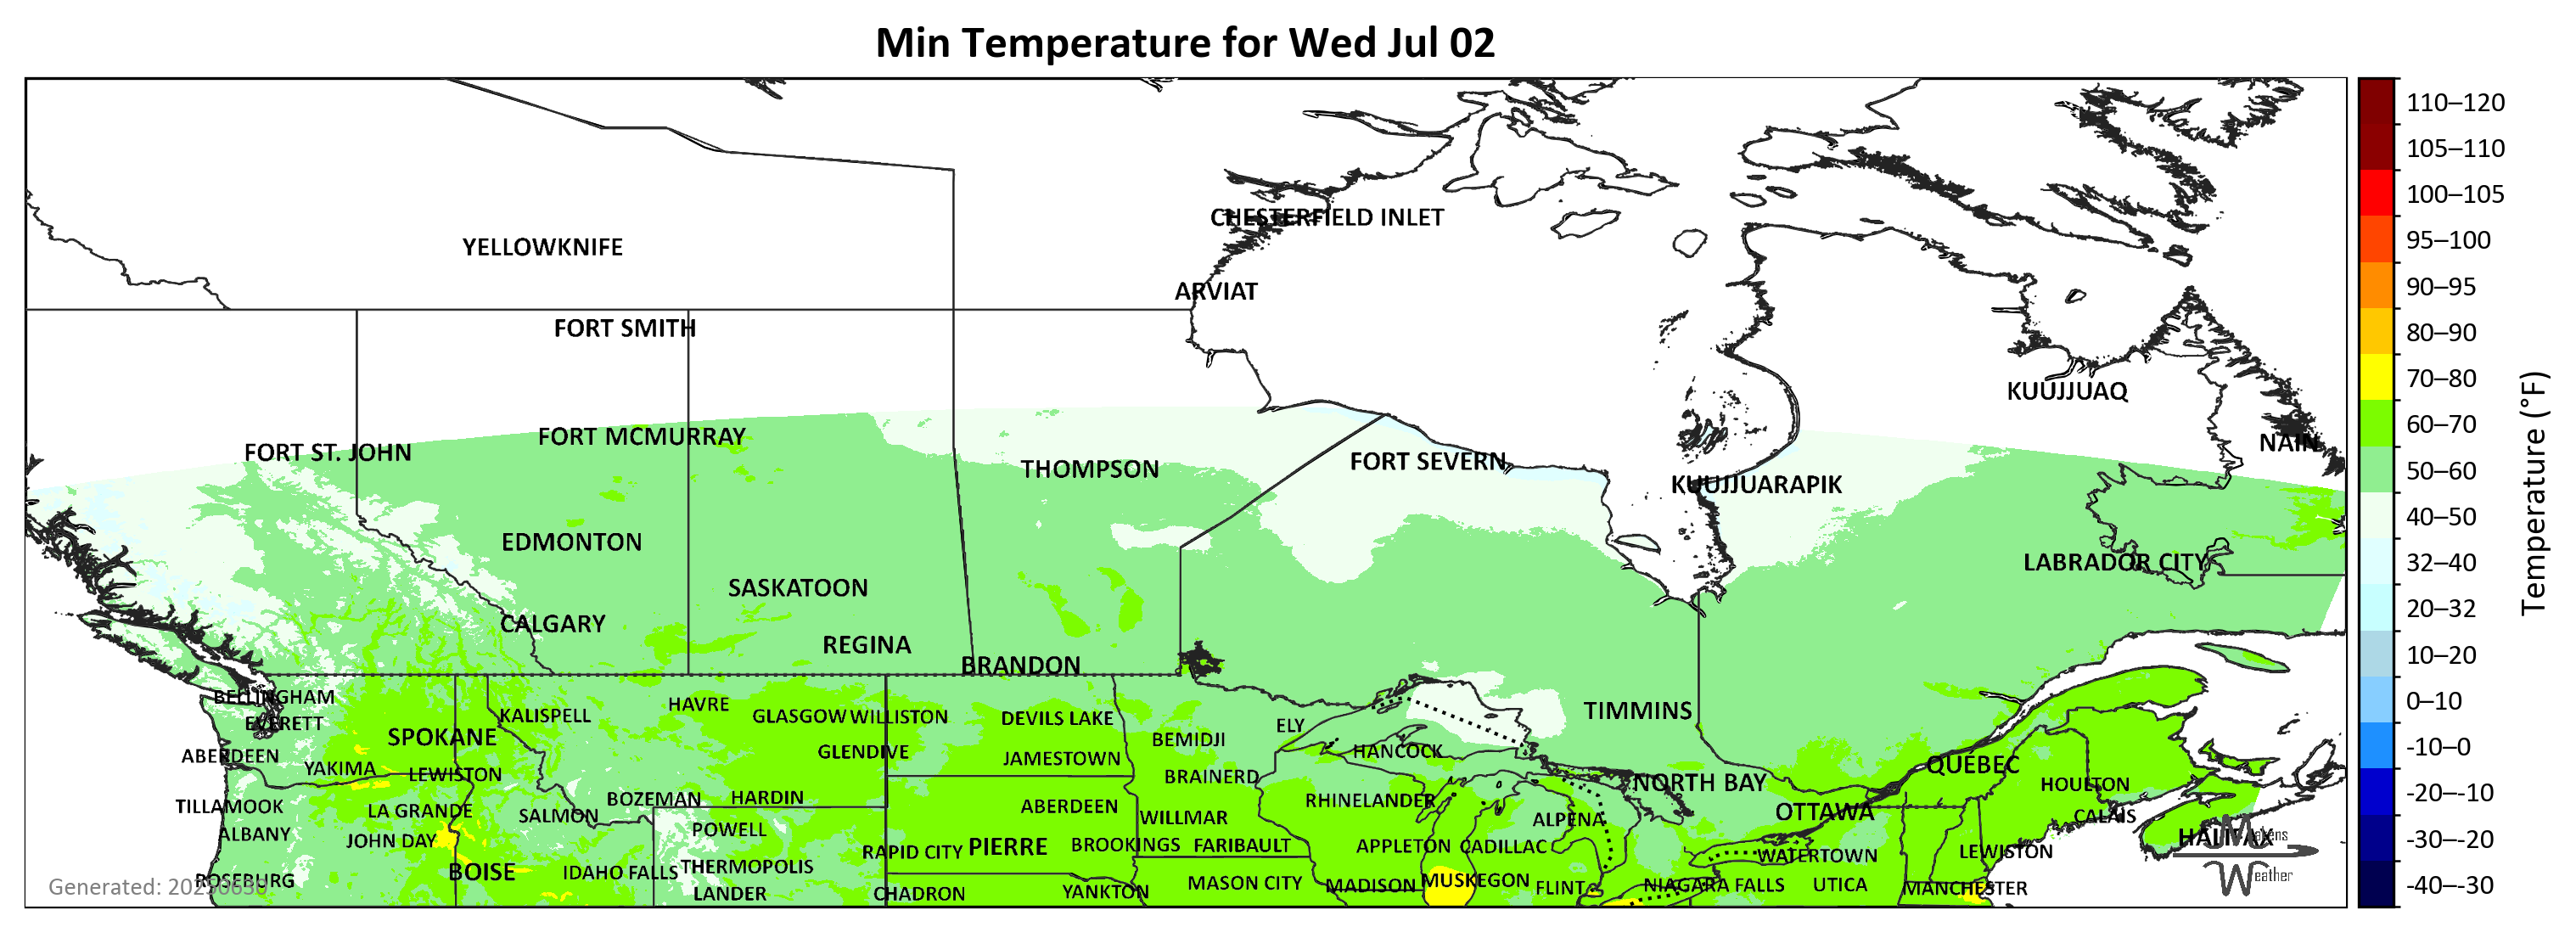 Min Temperature for Wed Jul 02
CHESTERFIELD INLET
YELLOWKNIFE
ARVIAT
FORT SMITH
KUUJJUAQ
FORT MCMURRAY
NAIN
FORT ST. JOHN
THOMPSON
FORT SEVERN
KUUJJUARAPIK
EDMONTON
LABRADOR CITY
SASKATOON
CALGARY
REGINA
BRANDON
BELLINGHAM
HAVRE
KALISPELL
GLASGOW
WILLISTON
DEVILS LAKE
TIMMINS
EVERETT
ELY
SPOKANE
BEMIDJI
GLENDIVE
HANCOCK
ABERDEEN
JAMESTOWN
QUEBEC
YAKIMA
LEWISTON
BRAINERD
NORTH BAY
HOULTON
BOZEMAN
HARDIN
RHINELANDER
TILLAMOOK
LA GRANDE
SALMON
ABERDEEN
WILLMAR
ALPENA
OTTAWA
CALAIS
ALBANY
JOHN DAY
POWELL
HALIFAX
Makens
Weather
RAPID CITY
PIERRE
BROOKINGS
FARIBAULT
APPLETON
CADILLAC
WATERTOWN
LEWISTON
BOISE
IDAHO FALLS
THERMOPOLIS
ROSEBURG
Generated: 20250630
LANDER
CHADRON
YANKTON
MASON CITY
MADISON
MUSKEGON
FLINT
NIAGARA FALLS
UTICA
MANCHESTER
110–120
105–110
100–105
95–100
90–95
80–90
70–80
60–70
50–60
40–50
32–40
20–32
10–20
0–10
-10–0
-20–-10
-30–-20
-40–-30
Temperature (°F)